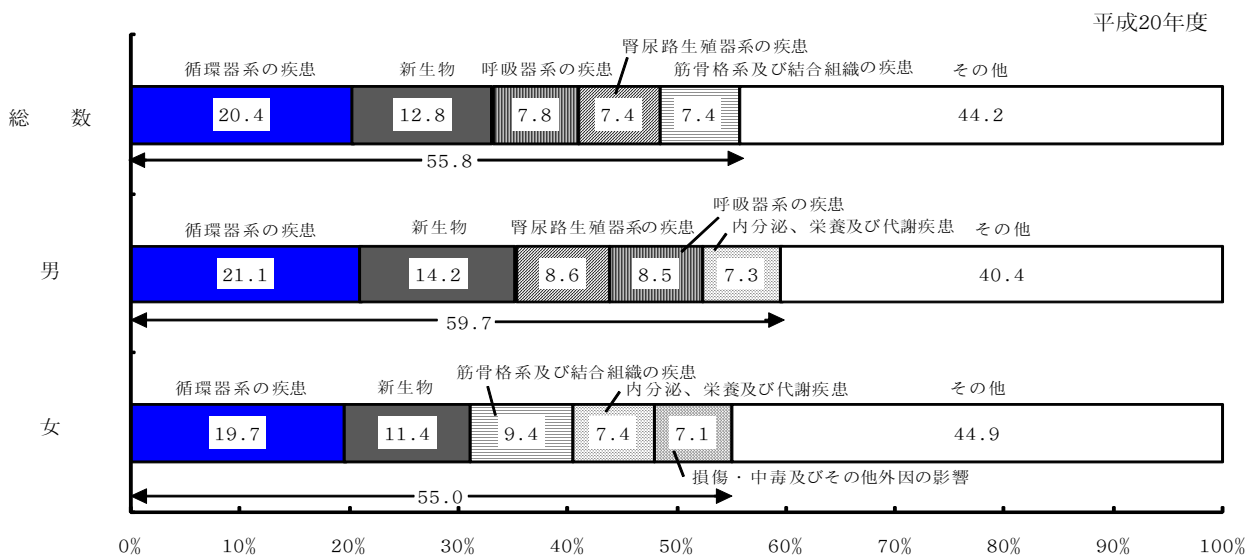 平成20年度
腎尿路生殖器系の疾患
循環器系の疾患 新生物 呼吸器系の疾患 筋骨格系及び結合組織の疾患 その他
総 数 20.4 12.8 7.8 7.4 7.4 44.2
55.8
呼吸器系の疾患
循環器系の疾患 新生物 腎尿路生殖器系の疾患 内分泌、栄養及び代謝疾患 その他
男 21.1 14.2 8.6 8.5 7.3 40.4
59.7
筋骨格系及び結合組織の疾患
循環器系の疾患 新生物 内分泌、栄養及び代謝疾患 その他
女 19.7 11.4 9.4 7.4 7.1 44.9
損傷・中毒及びその他外因の影響
55.0
0% 10% 20% 30% 40% 50% 60% 70% 80% 90% 100%